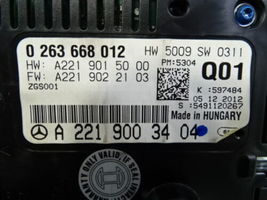 0 263 668 012 HW 5009 SW 0311
HW: A221 901 50 00 PM:5304 Q01
FW: A221 902 21 03
ZGS001 K :597484
05 12 2012
S :5491120267
Made in HUNGARY
A 221 900 34 04